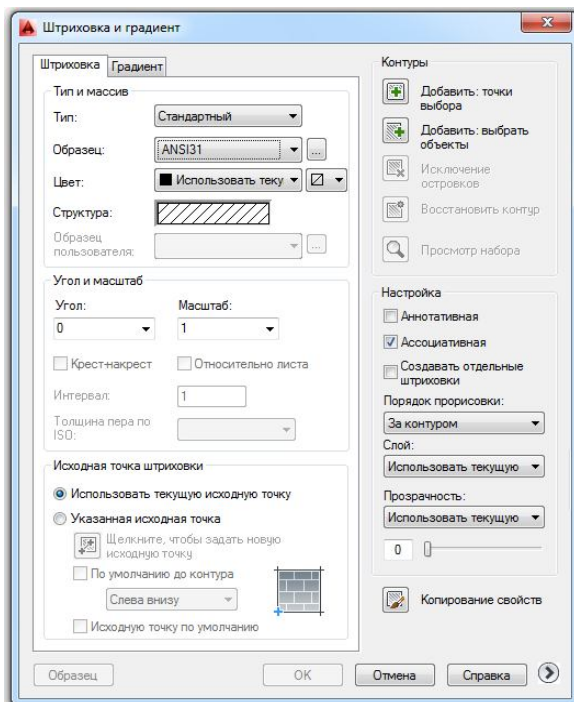 Штриховка и градиент
Штриховка
Градиент
Тип и массив
Тип:
Стандартный
Образец:
ANSI31
...
Цвет:
Использовать теку
Структура:
Образец
пользователя:
...
Угол и масштаб
Угол:
Масштаб:
0
1
Крест-накрест
Относительно листа
Интервал:
1
Толщина пера по
ISO:
Исходная точка штриховки
Использовать текущую исходную точку
Указанная исходная точка
Щелкните, чтобы задать новую
исходную точку
По умолчанию до контура
Слева внизу
Исходную точку по умолчанию
Контуры
Добавить: точки
выбора
Добавить: выбрать
объекты
Исключение
островков
Восстановить контур
Просмотр набора
Настройка
Аннотативная
Ассоциативная
Создавать отдельные
штриховки
Порядок прорисовки:
За контуром
Слой:
Использовать текущую
Прозрачность:
Использовать текущую
0
Копирование свойств
Образец
ОК
Отмена
Справка